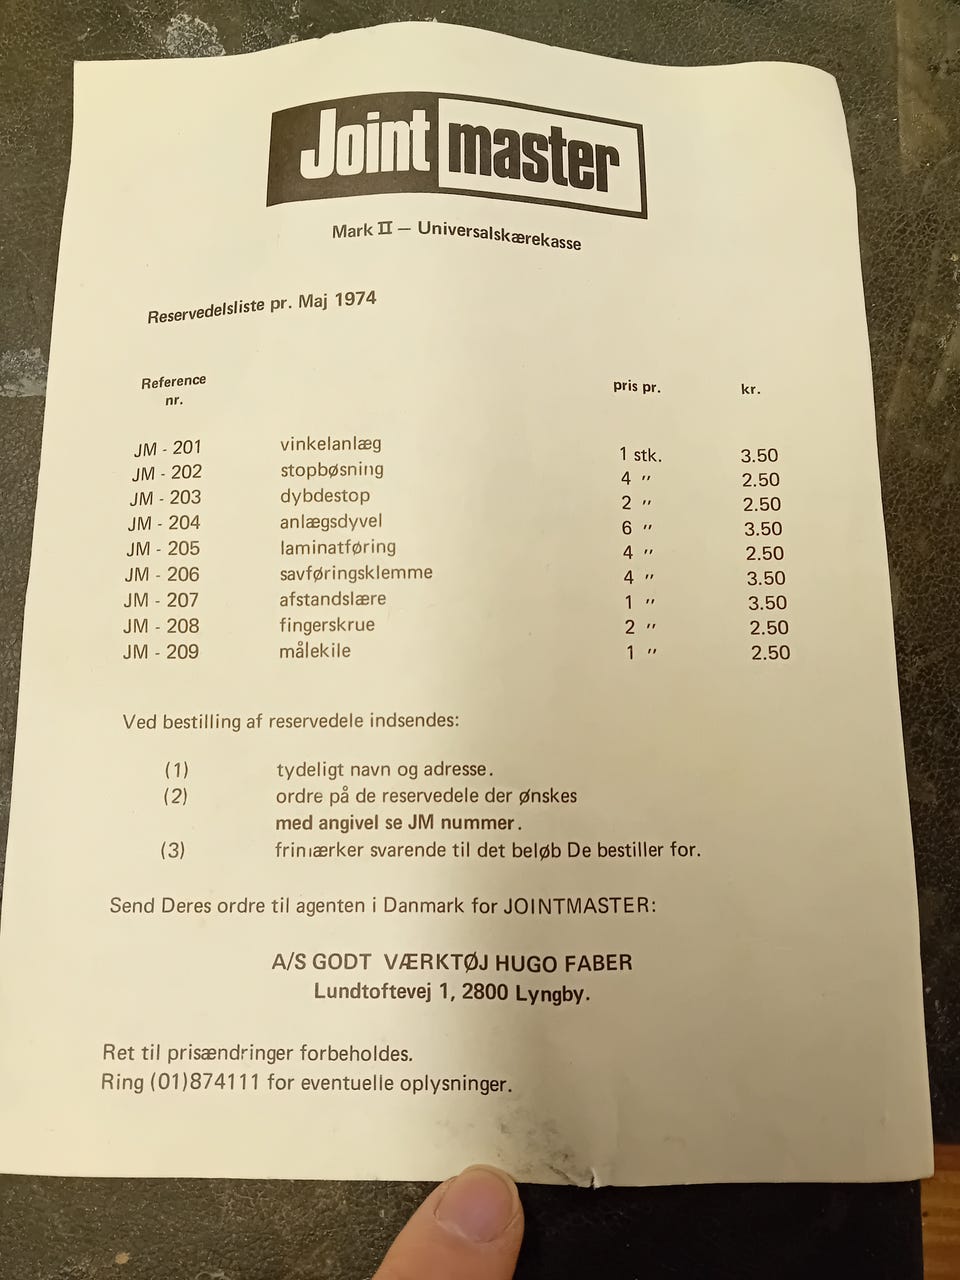 Joint master
Mark II – Universalskærekasse
Reservedelsliste pr. Maj 1974
Reference nr. pris pr. kr.
JM - 201 vinkelanlæg 1 stk. 3.50
JM - 202 stopbøsning 4 " 2.50
JM - 203 dybdestop 2 " 2.50
JM - 204 anlægsdyvel 6 " 3.50
JM - 205 laminatføring 4 " 2.50
JM - 206 savføringsklemme 4 " 3.50
JM - 207 afstandslære 1 " 3.50
JM - 208 fingerskrue 2 " 2.50
JM - 209 målekile 1 " 2.50
Ved bestilling af reservedele indsendes:
(1) tydeligt navn og adresse.
(2) ordre på de reservedele der ønskes
med angivel se JM nummer.
(3) frimærker svarende til det beløb De bestiller for.
Send Deres ordre til agenten i Danmark for JOINTMASTER:
A/S GODT VÆRKTØJ HUGO FABER
Lundtoftevej 1, 2800 Lyngby.
Ret til prisændringer forbeholdes.
Ring (01)874111 for eventuelle oplysninger.